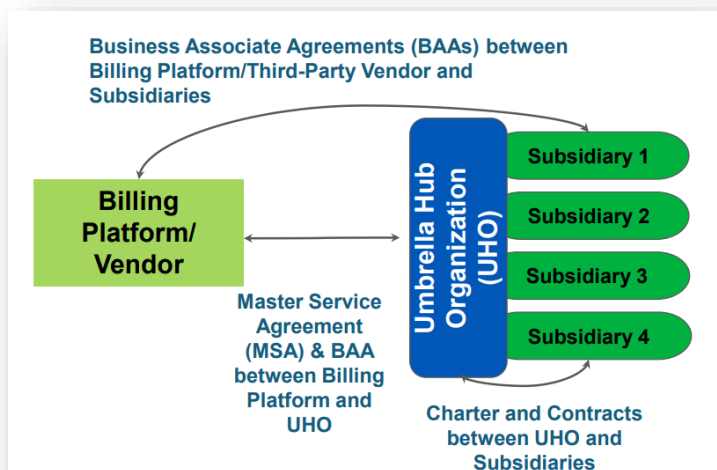 Business Associate Agreements (BAAs) between
Billing Platform/Third-Party Vendor and
Subsidiaries
Billing
Platform/
Vendor
Umbrella Hub
Organization
(UHO)
Subsidiary 1
Subsidiary 2
Subsidiary 3
Subsidiary 4
Master Service
Agreement
(MSA) & BAA
between Billing
Platform and
UHO
Charter and Contracts
between UHO and
Subsidiaries